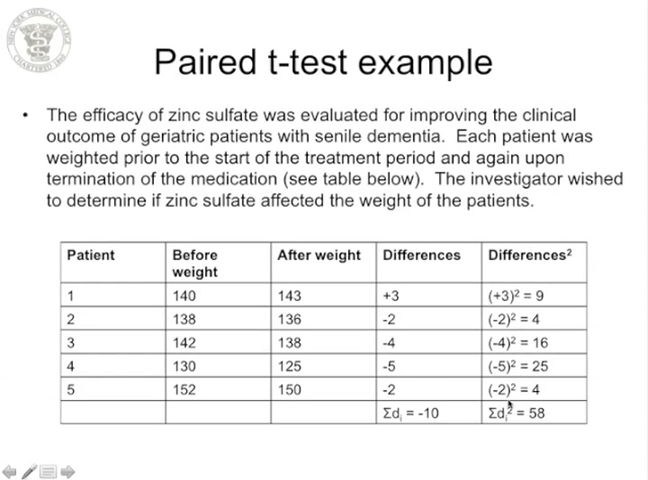 Paired t-test example
• The efficacy of zinc sulfate was evaluated for improving the clinical
outcome of geriatric patients with senile dementia. Each patient was
weighted prior to the start of the treatment period and again upon
termination of the medication (see table below). The investigator wished
to determine if zinc sulfate affected the weight of the patients.
Patient Before weight After weight Differences Differences²
1 140 143 +3 (+3)² = 9
2 138 136 -2 (-2)² = 4
3 142 138 -4 (-4)² = 16
4 130 125 -5 (-5)² = 25
5 152 150 -2 (-2)² = 4
Σdᵢ = -10 Σdᵢ² = 58